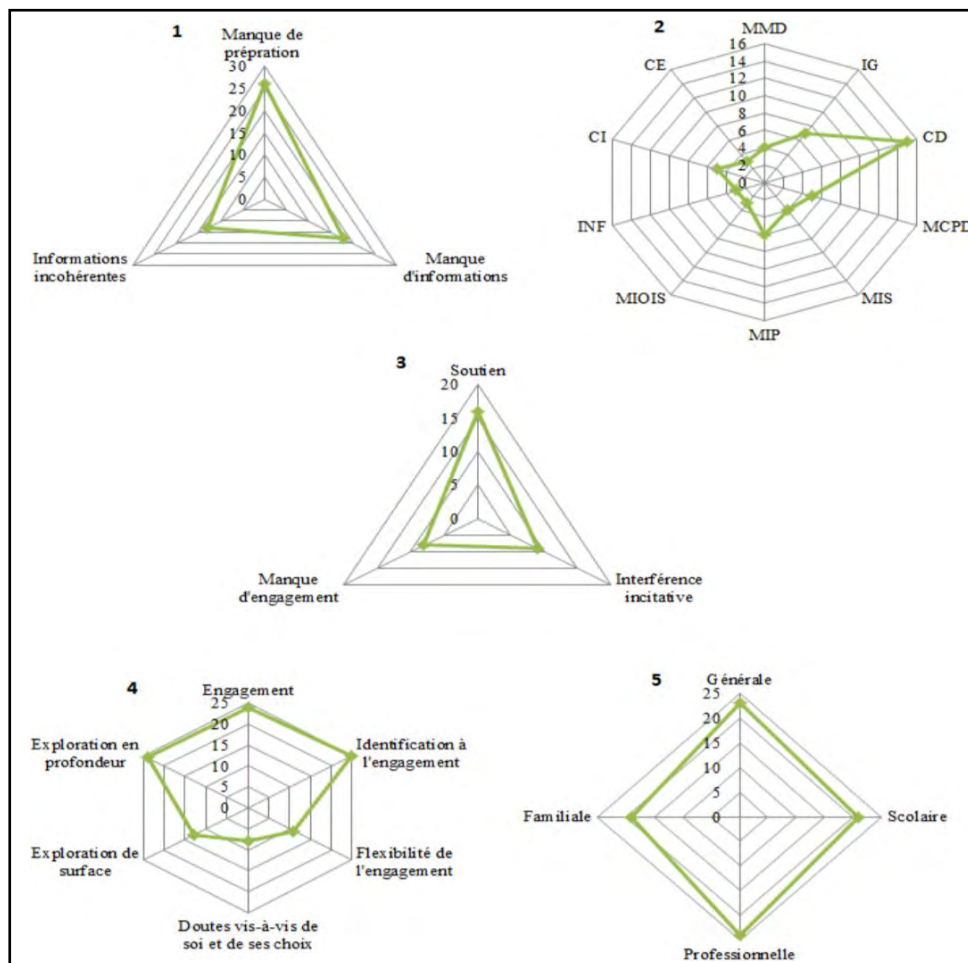 1
Manque de
prépration
30
25
20
15
10
5
0
Informations
incohérentes
Manque
d'informations
2
MMD
16
14
12
10
8
6
4
2
0
IG
CD
MCPD
MIS
MIP
MIOIS
INF
CI
CE
3
Soutien
20
15
10
5
0
Manque
d'engagement
Interférence
incitative
4
Engagement
25
20
15
10
5
0
Exploration en
profondeur
Identification à
l'engagement
Exploration de
surface
Flexibilité de
l'engagement
Doutes vis-à-vis de
soi et de ses choix
5
Générale
25
20
15
10
5
0
Familiale
Scolaire
Professionnelle